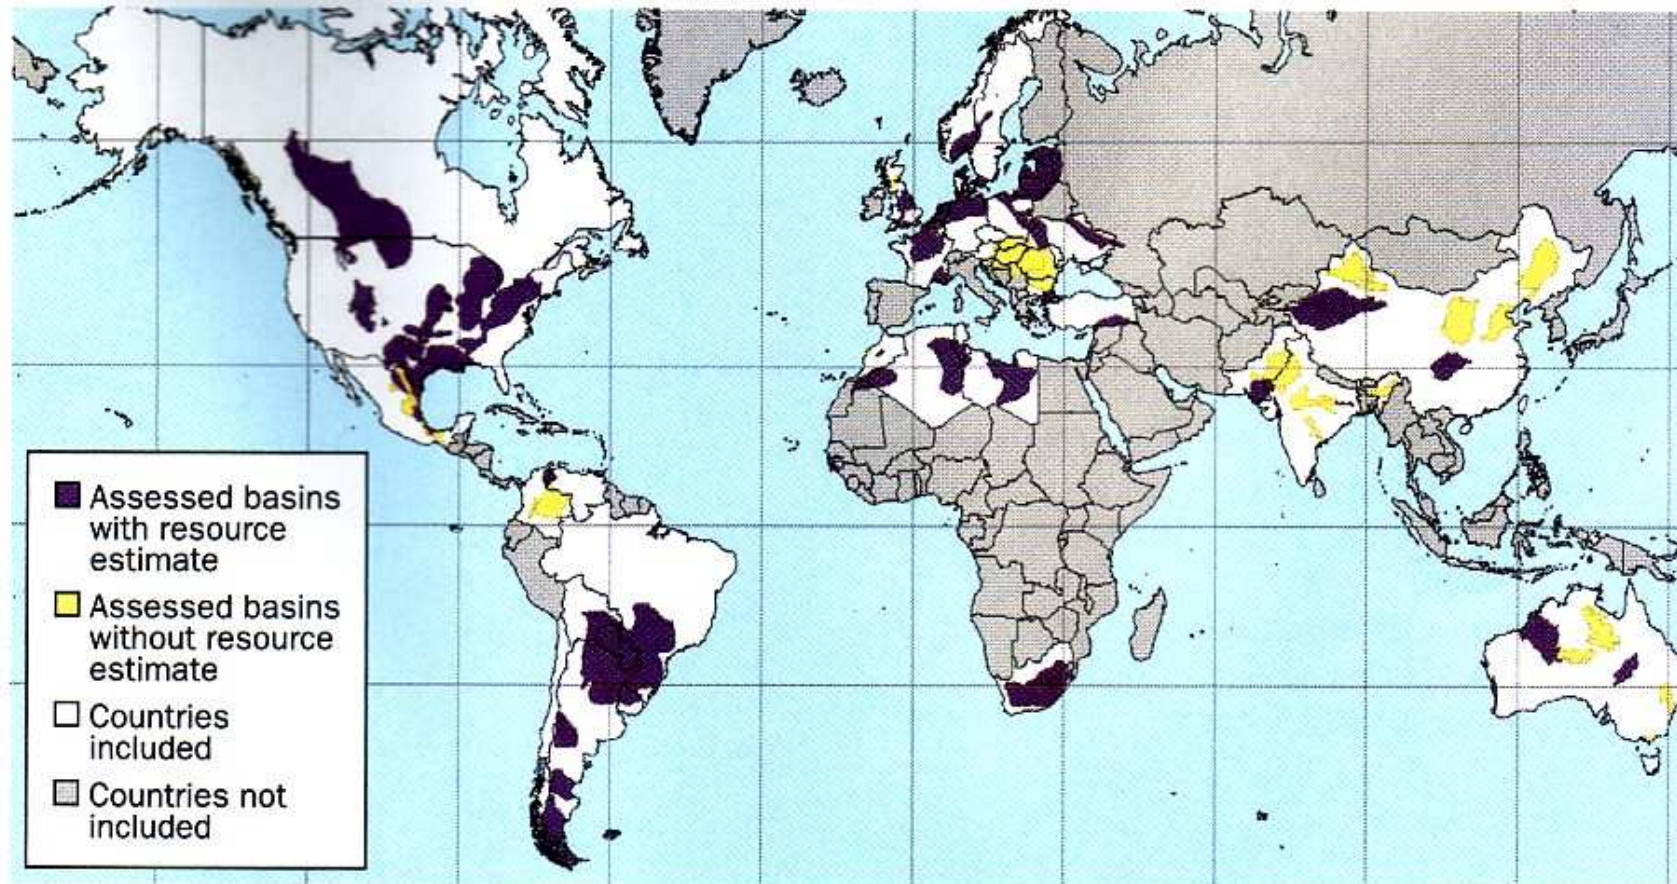 Assessed basins
with resource
estimate
Assessed basins
without resource
estimate
Countries
included
Countries not
included